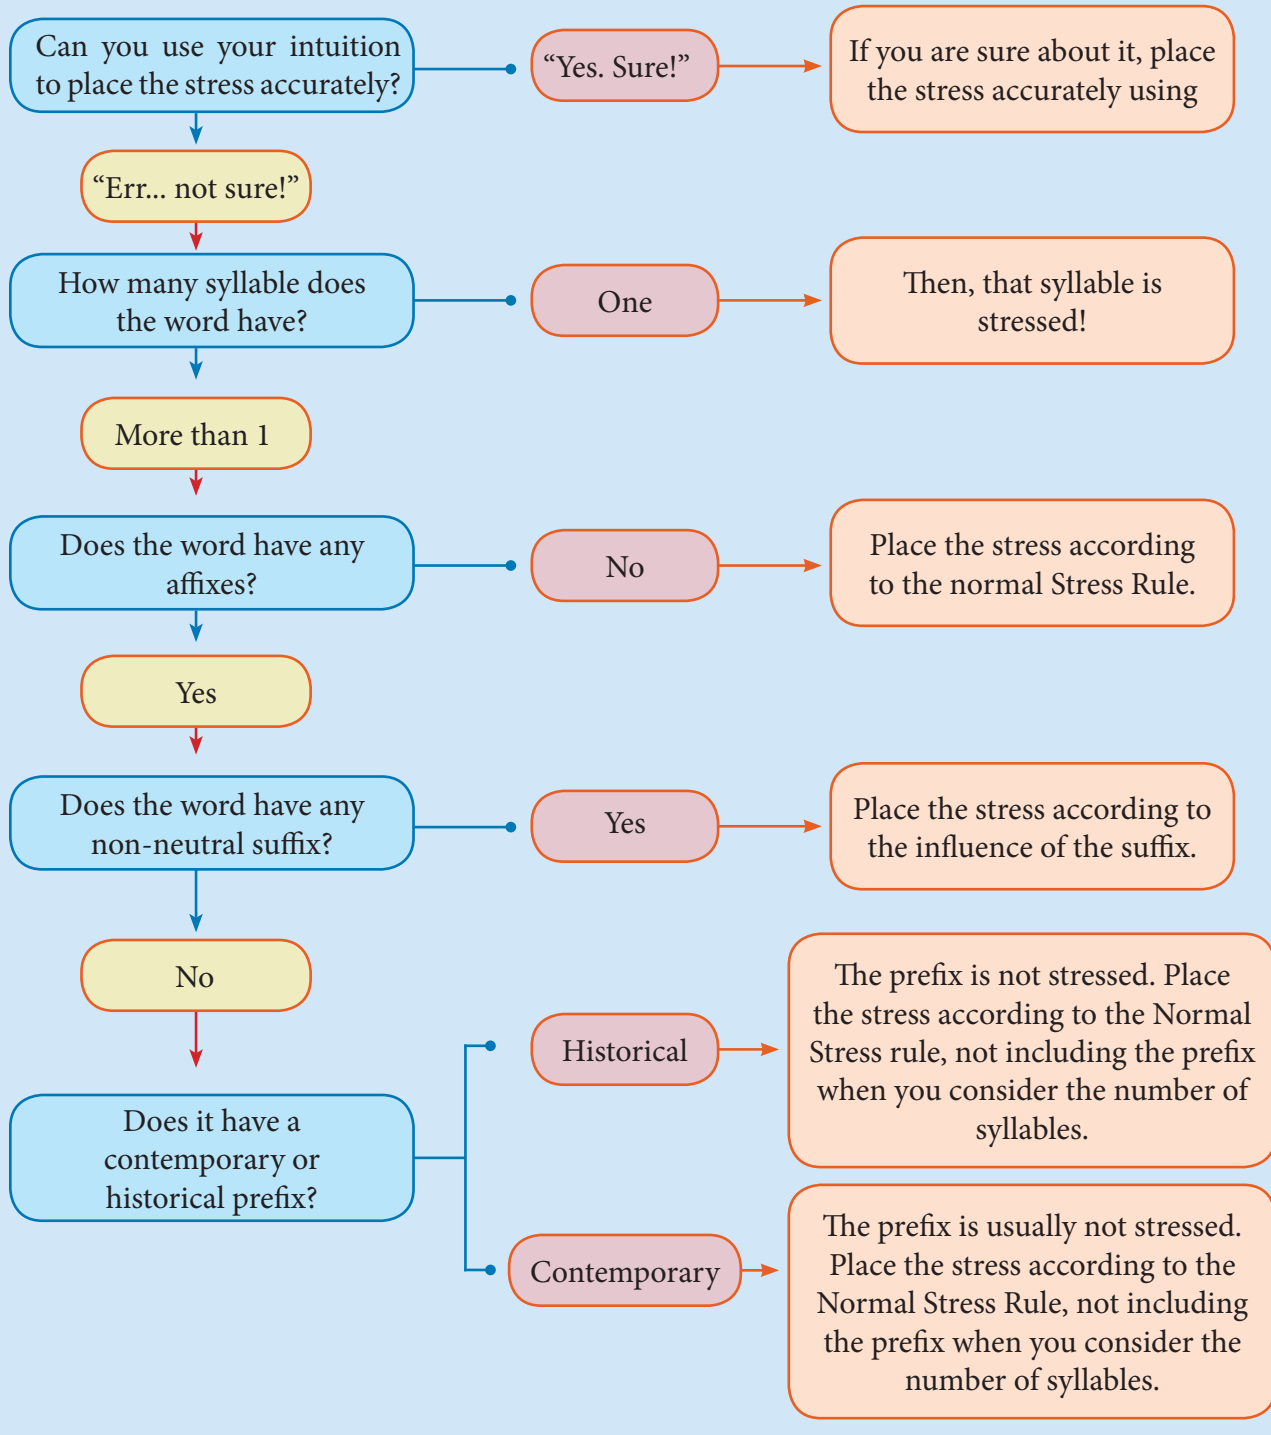 Can you use your intuition
to place the stress accurately?
“Yes. Sure!”
If you are sure about it, place
the stress accurately using
“Err... not sure!”
How many syllable does
the word have?
One
Then, that syllable is
stressed!
More than 1
Does the word have any
affixes?
No
Place the stress according
to the normal Stress Rule.
Yes
Does the word have any
non-neutral suffix?
Yes
Place the stress according to
the influence of the suffix.
No
Does it have a
contemporary or
historical prefix?
Historical
The prefix is not stressed. Place
the stress according to the Normal
Stress rule, not including the prefix
when you consider the number of
syllables.
Contemporary
The prefix is usually not stressed.
Place the stress according to the
Normal Stress Rule, not including
the prefix when you consider the
number of syllables.